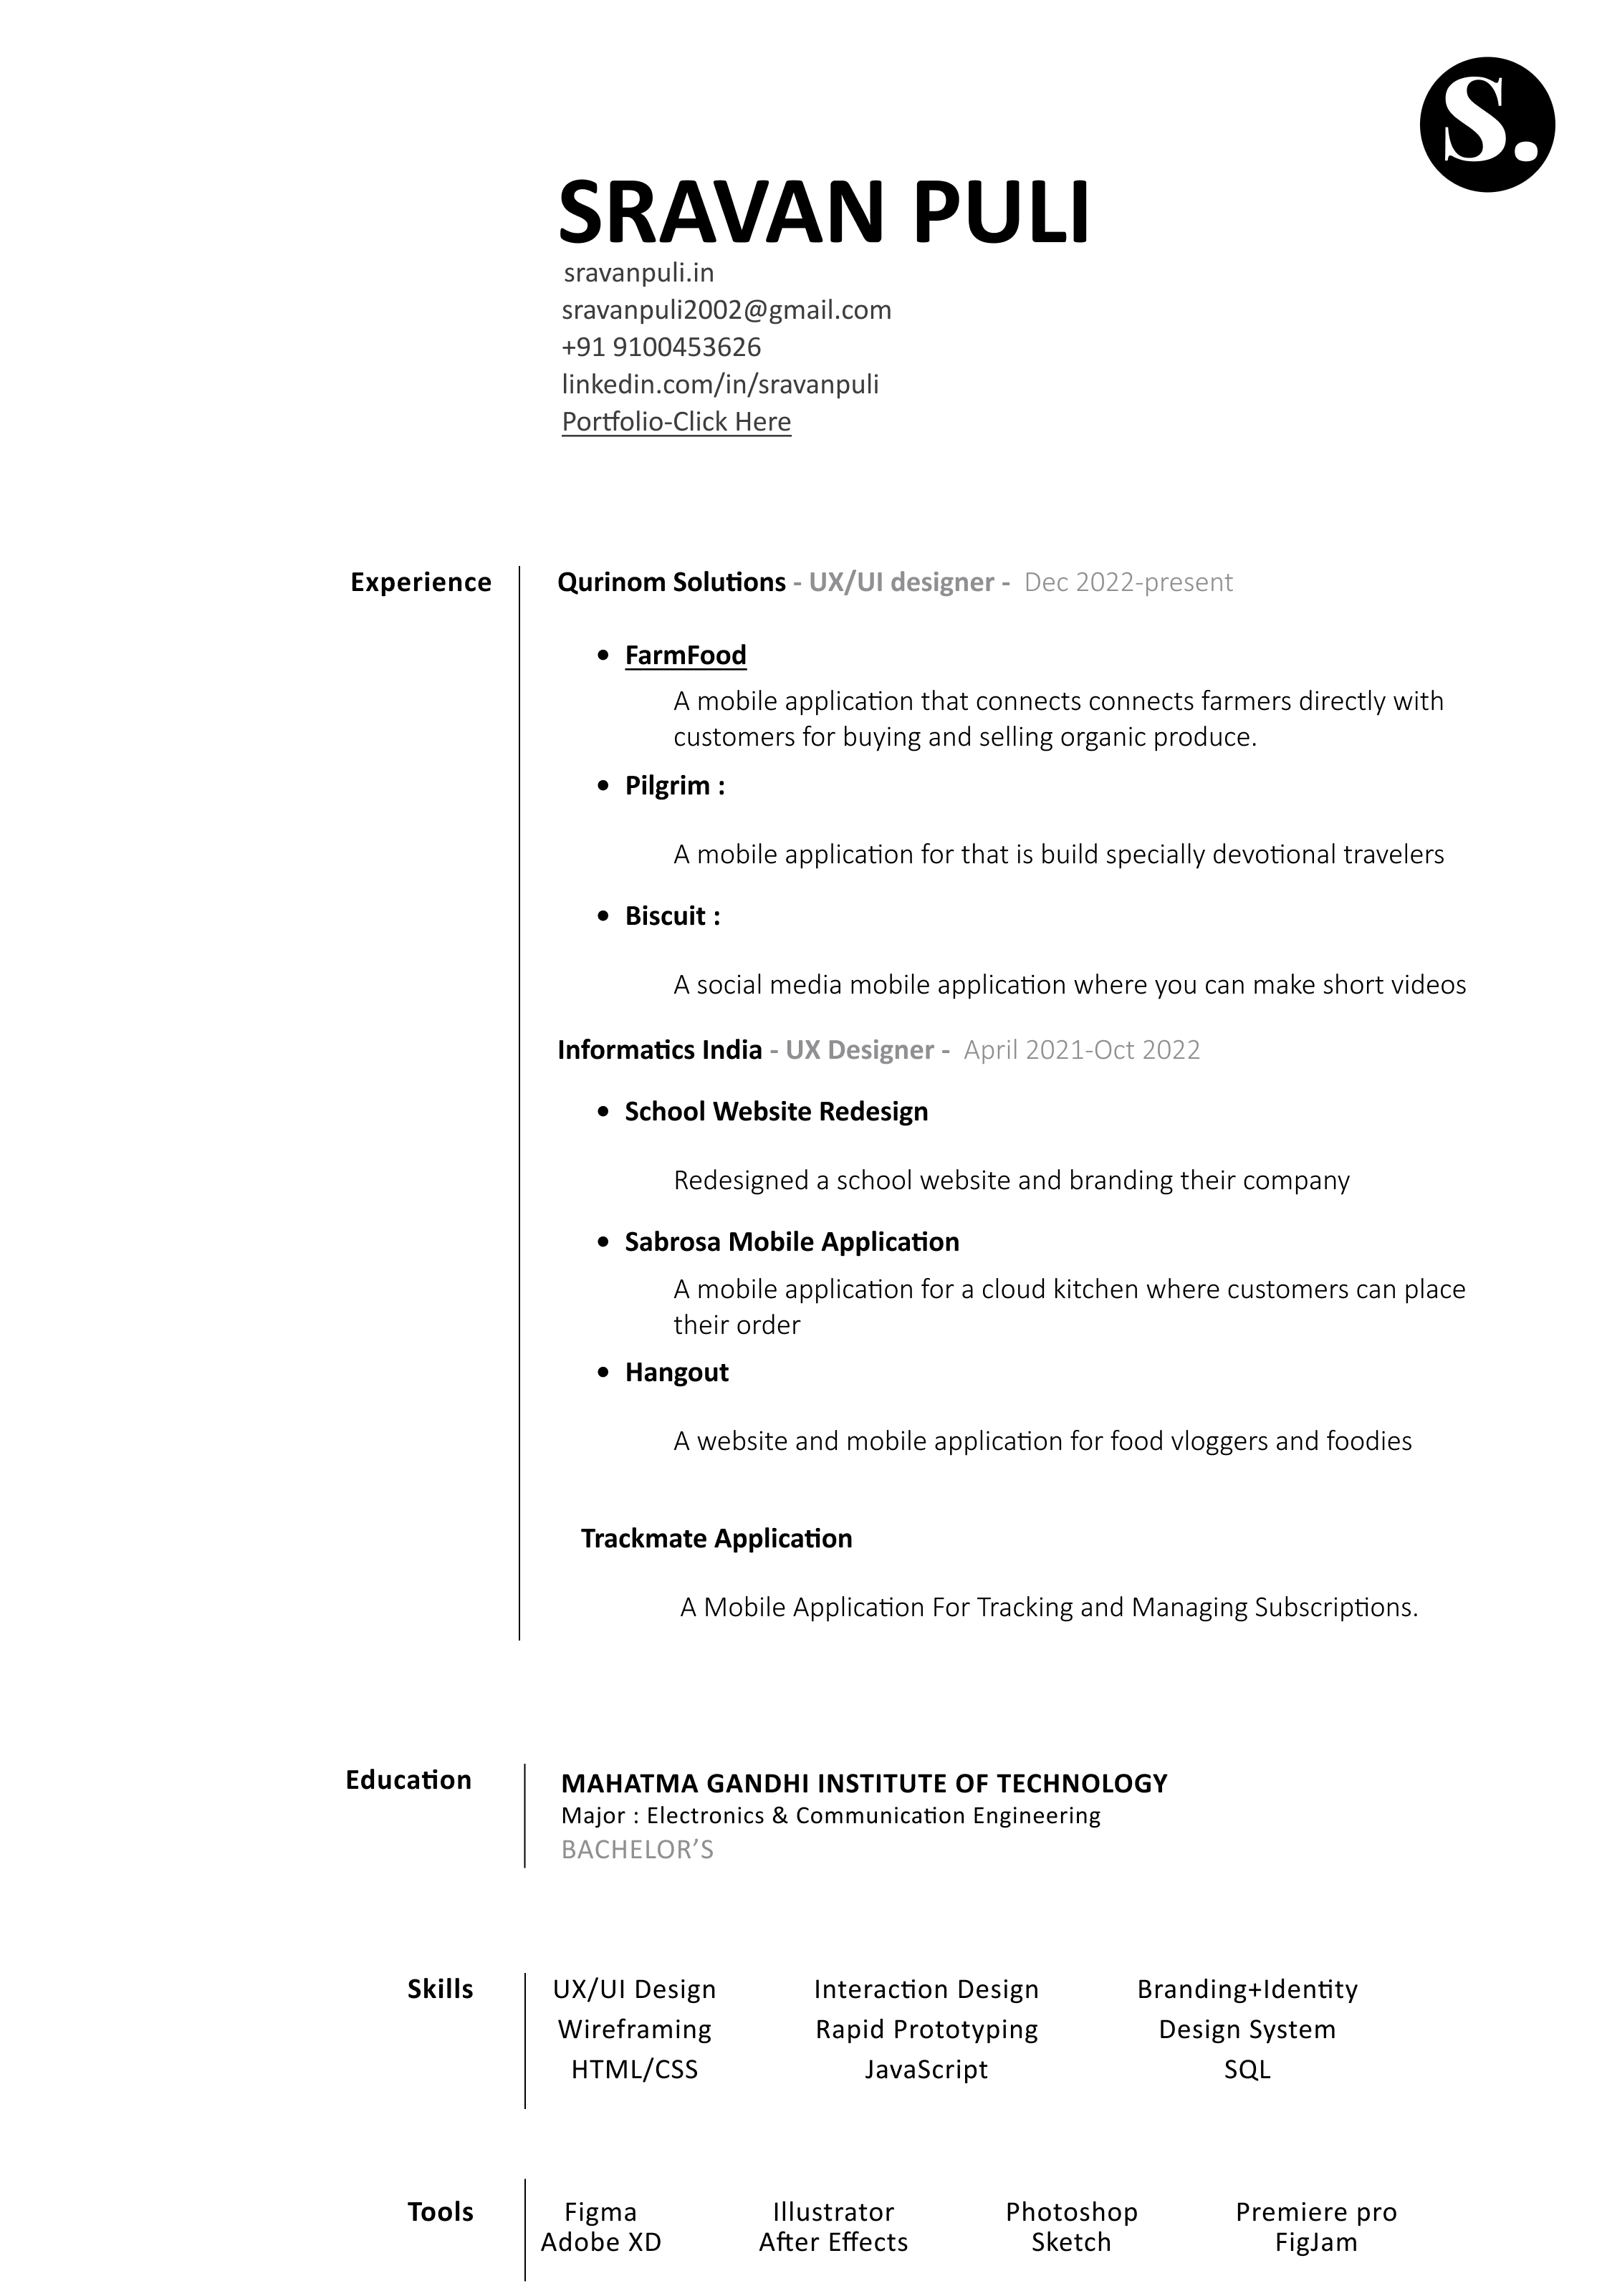 S.
SRAVAN PULI
sravanpuli.in
sravanpuli2002@gmail.com
+91 9100453626
linkedin.com/in/sravanpuli
Portfolio-Click Here
Experience
Qurinom Solutions - UX/UI designer - Dec 2022-present
• FarmFood
A mobile application that connects connects farmers directly with
customers for buying and selling organic produce.
• Pilgrim :
A mobile application for that is build specially devotional travelers
• Biscuit :
A social media mobile application where you can make short videos
Informatics India - UX Designer - April 2021-Oct 2022
• School Website Redesign
Redesigned a school website and branding their company
• Sabrosa Mobile Application
A mobile application for a cloud kitchen where customers can place
their order
• Hangout
A website and mobile application for food vloggers and foodies
Trackmate Application
A Mobile Application For Tracking and Managing Subscriptions.
Education
MAHATMA GANDHI INSTITUTE OF TECHNOLOGY
Major : Electronics & Communication Engineering
BACHELOR’S
Skills
UX/UI Design Interaction Design Branding+Identity
Wireframing Rapid Prototyping Design System
HTML/CSS JavaScript SQL
Tools
Figma Illustrator Photoshop Premiere pro
Adobe XD After Effects Sketch FigJam